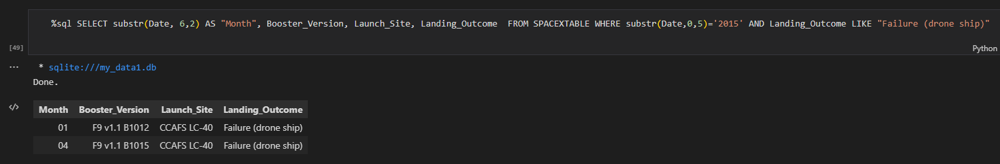 %sql SELECT substr(Date, 6,2) AS "Month", Booster_Version, Launch_Site, Landing_Outcome  FROM SPACEXTABLE WHERE substr(Date,0,5)='2015' AND Landing_Outcome LIKE "Failure (drone ship)"
[49]
Python
... * sqlite:///my_data1.db
Done.
</> Month Booster_Version Launch_Site Landing_Outcome
01 F9 v1.1 B1012 CCAFS LC-40 Failure (drone ship)
04 F9 v1.1 B1015 CCAFS LC-40 Failure (drone ship)